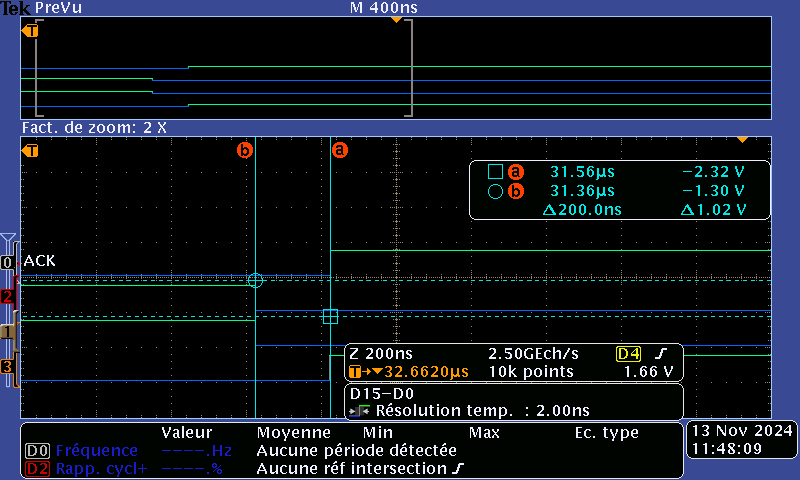 Tek PreVu M 400ns
T
Fact. de zoom: 2 X
T b a
a 31.56µs −2.32 V
b 31.36µs −1.30 V
Δ200.0ns Δ1.02 V
0 ACK
2
1
3
Z 200ns 2.50GEch/s D4
T→▼32.6620µs 10k points 1.66 V
D15−D0
Résolution temp. : 2.00ns
Valeur Moyenne Min Max Ec. type
D0 Fréquence −−−−.Hz Aucune période détectée
D2 Rapp. cycl+ −−−−.% Aucune réf intersection
13 Nov 2024
11:48:09